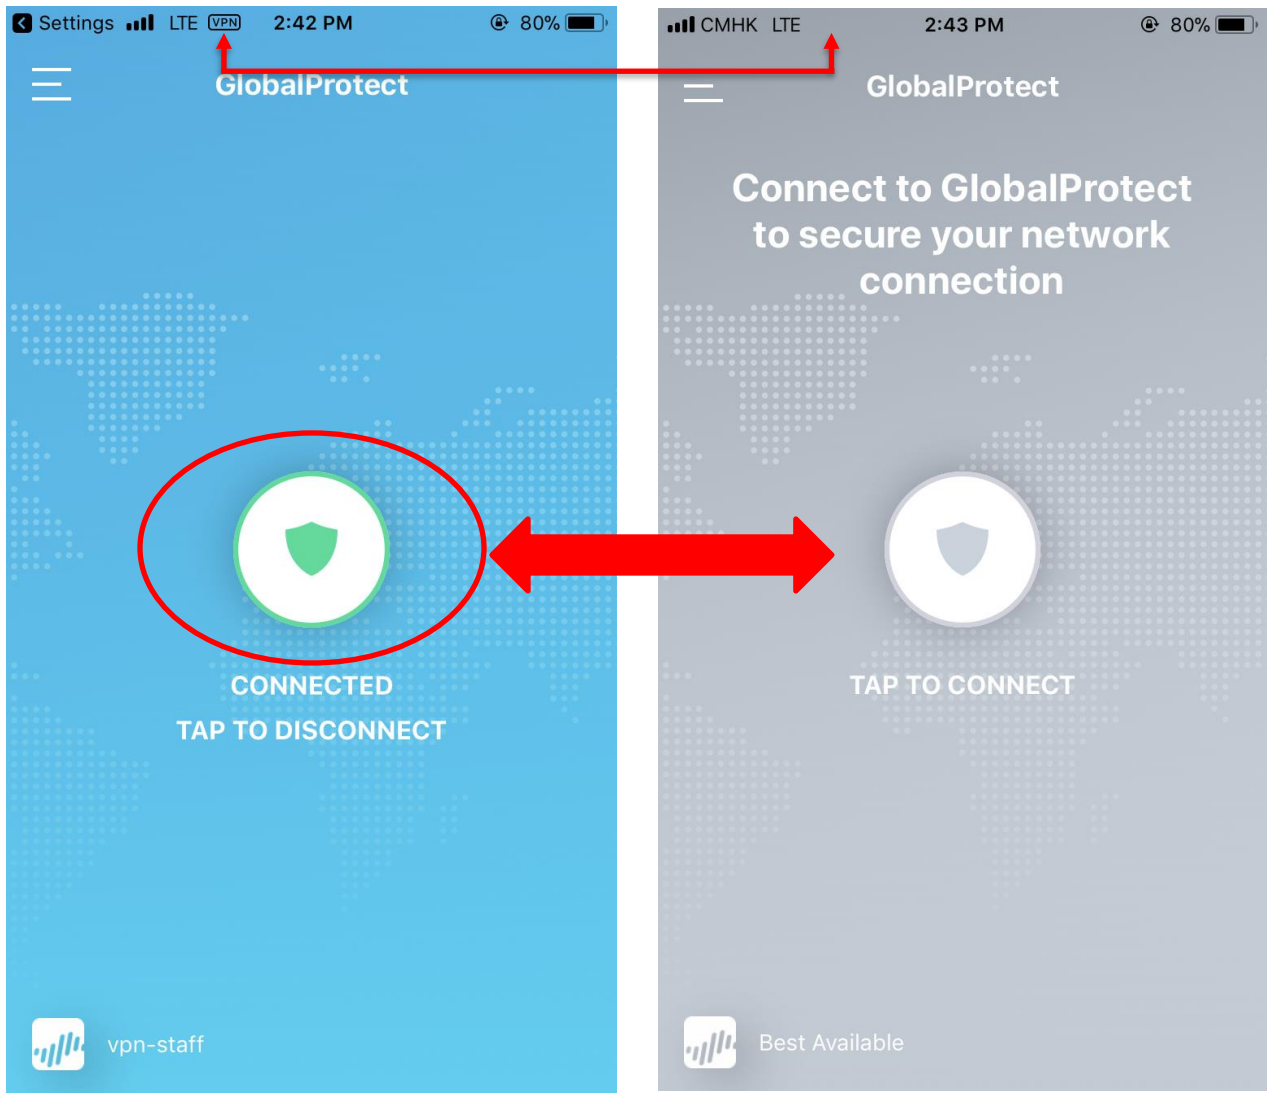 Settings LTE VPN 2:42 PM 80%
GlobalProtect
CONNECTED
TAP TO DISCONNECT
vpn-staff
CMHK LTE 2:43 PM 80%
GlobalProtect
Connect to GlobalProtect
to secure your network
connection
TAP TO CONNECT
Best Available